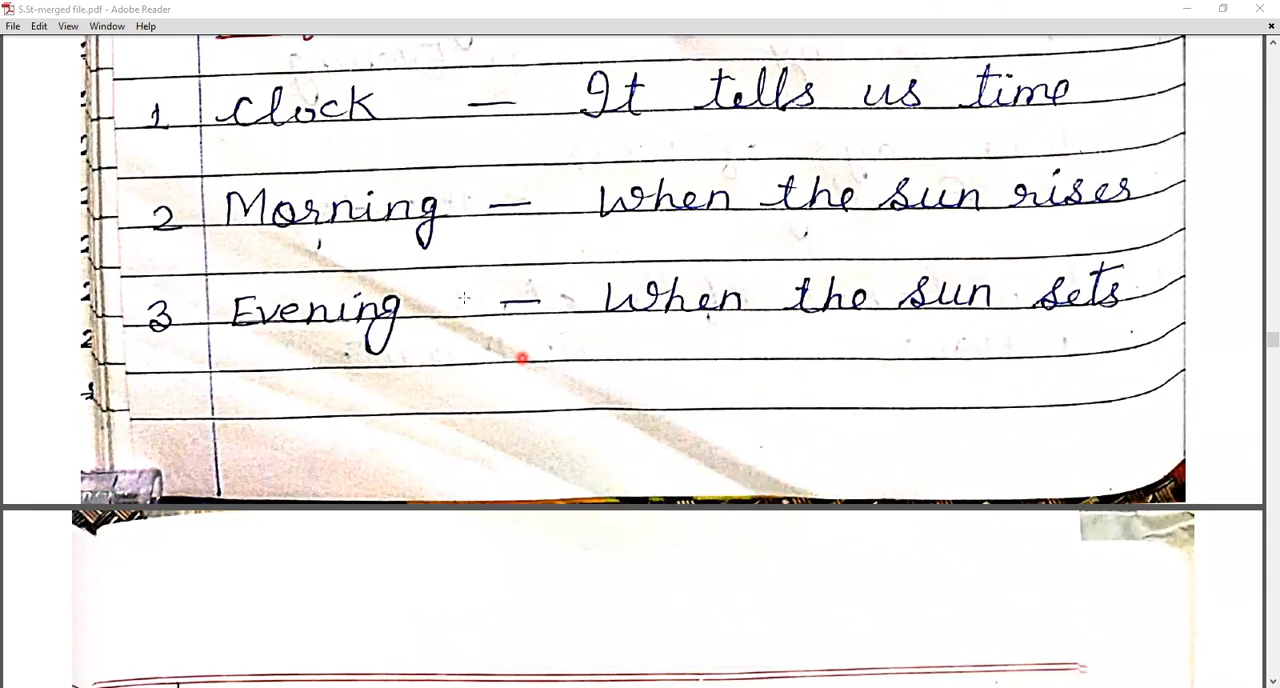 S.St-merged file.pdf - Adobe Reader
File Edit View Window Help
1 Clock — It tells us time
2 Morning — When the sun rises
3 Evening — When the sun sets